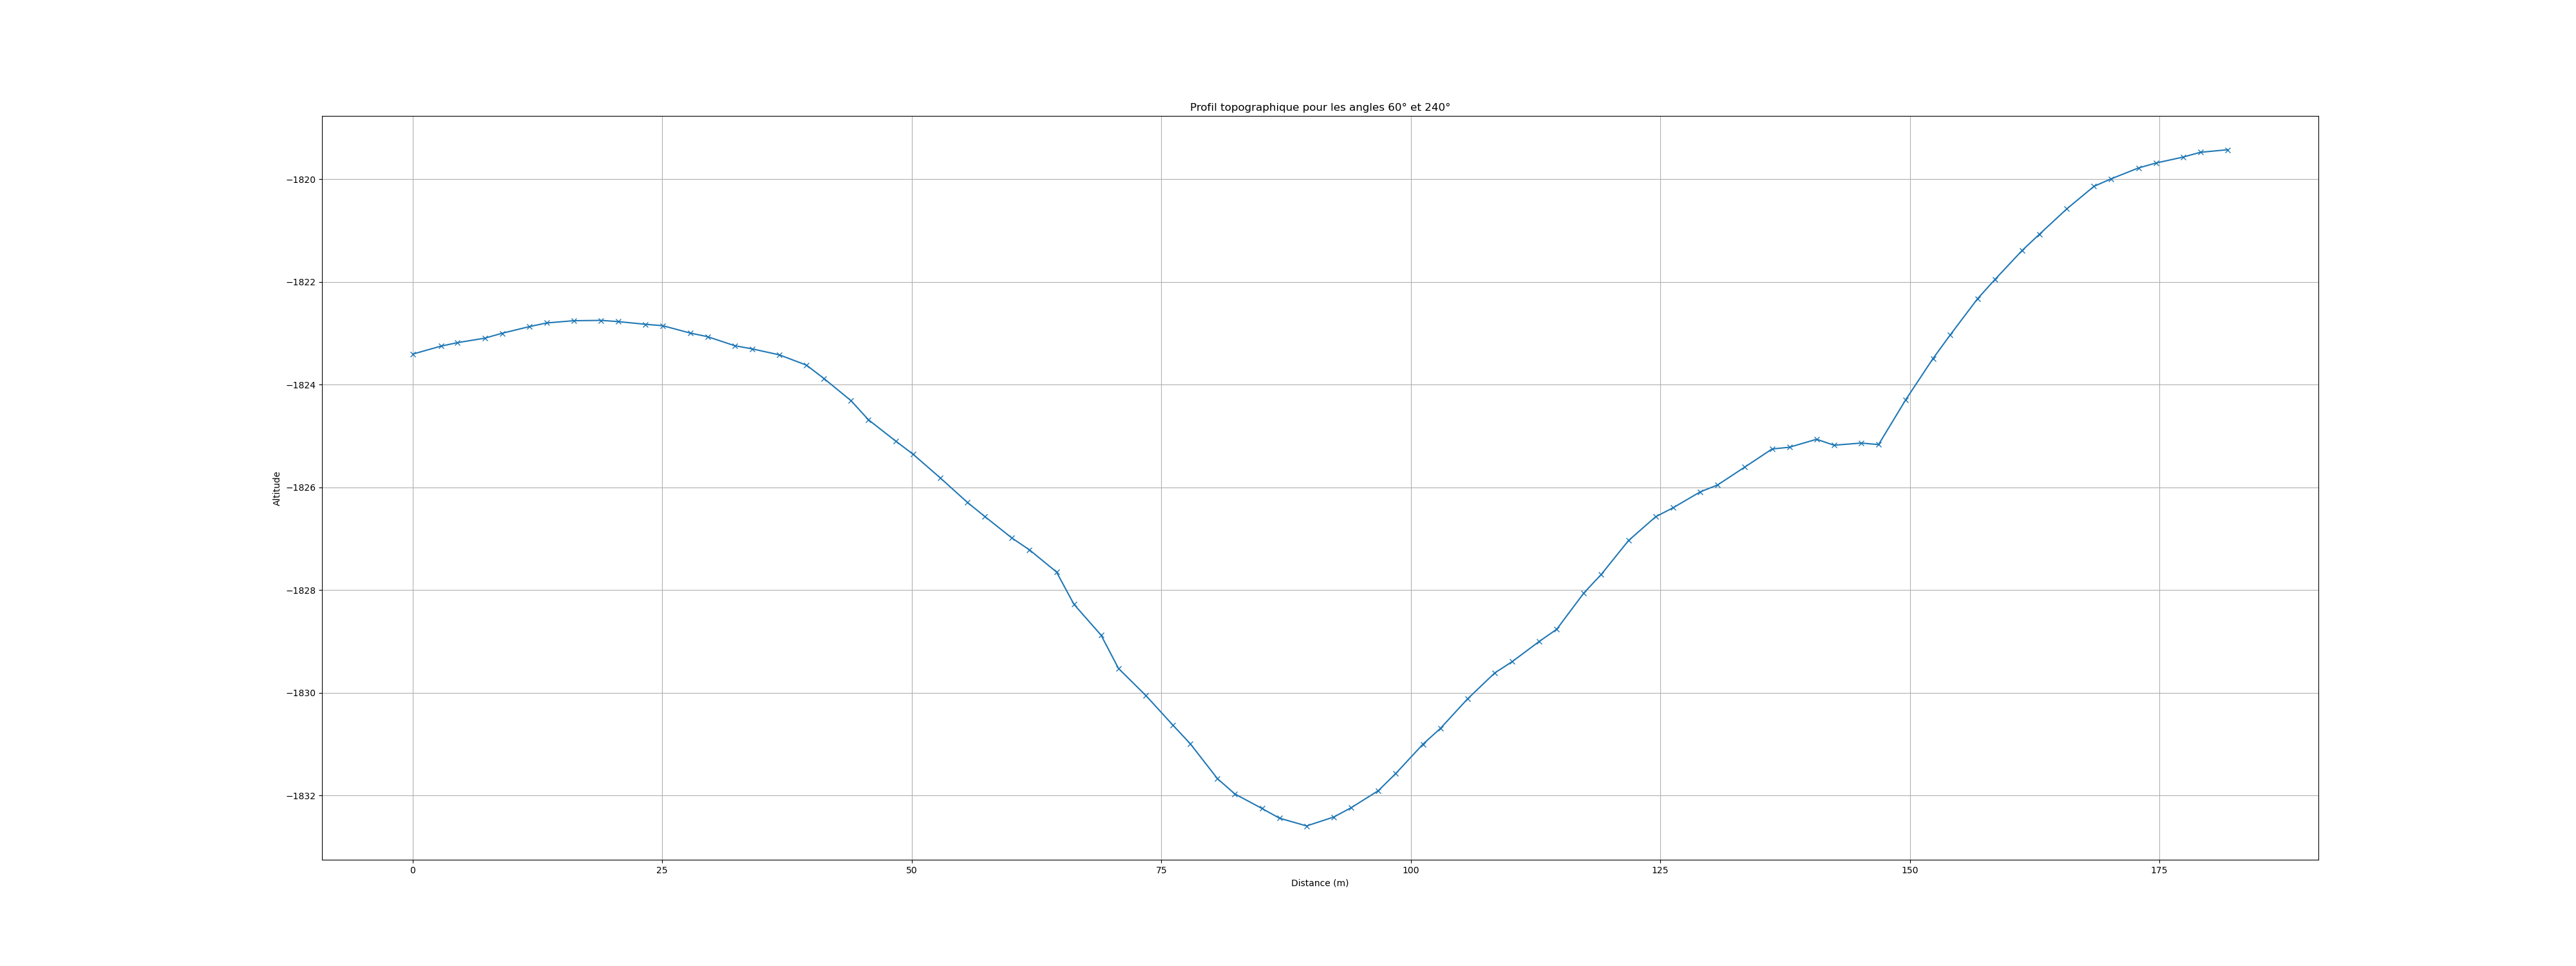 Profil topographique pour les angles 60° et 240°
Altitude
−1820
−1822
−1824
−1826
−1828
−1830
−1832
0 25 50 75 100 125 150 175
Distance (m)